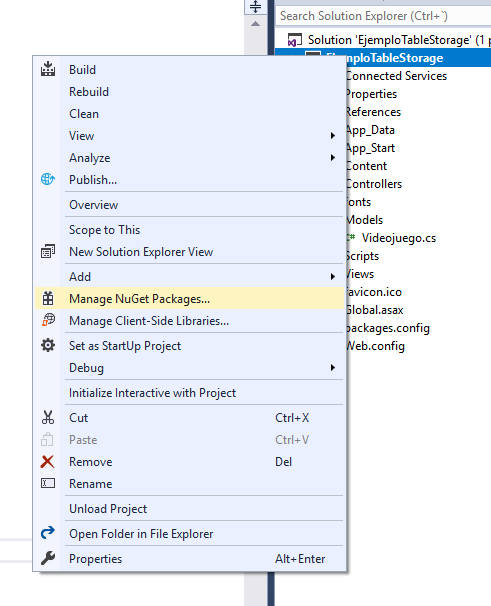 Search Solution Explorer (Ctrl+¨)
Solution 'EjemploTableStorage' (1 p
EjemploTableStorage
Connected Services
Properties
References
App_Data
App_Start
Content
Controllers
fonts
Models
C# Videojuego.cs
Scripts
Views
favicon.ico
Global.asax
packages.config
Web.config
Build
Rebuild
Clean
View
Analyze
Publish...
Overview
Scope to This
New Solution Explorer View
Add
Manage NuGet Packages...
Manage Client-Side Libraries...
Set as StartUp Project
Debug
Initialize Interactive with Project
Cut Ctrl+X
Paste Ctrl+V
Remove Del
Rename
Unload Project
Open Folder in File Explorer
Properties Alt+Enter